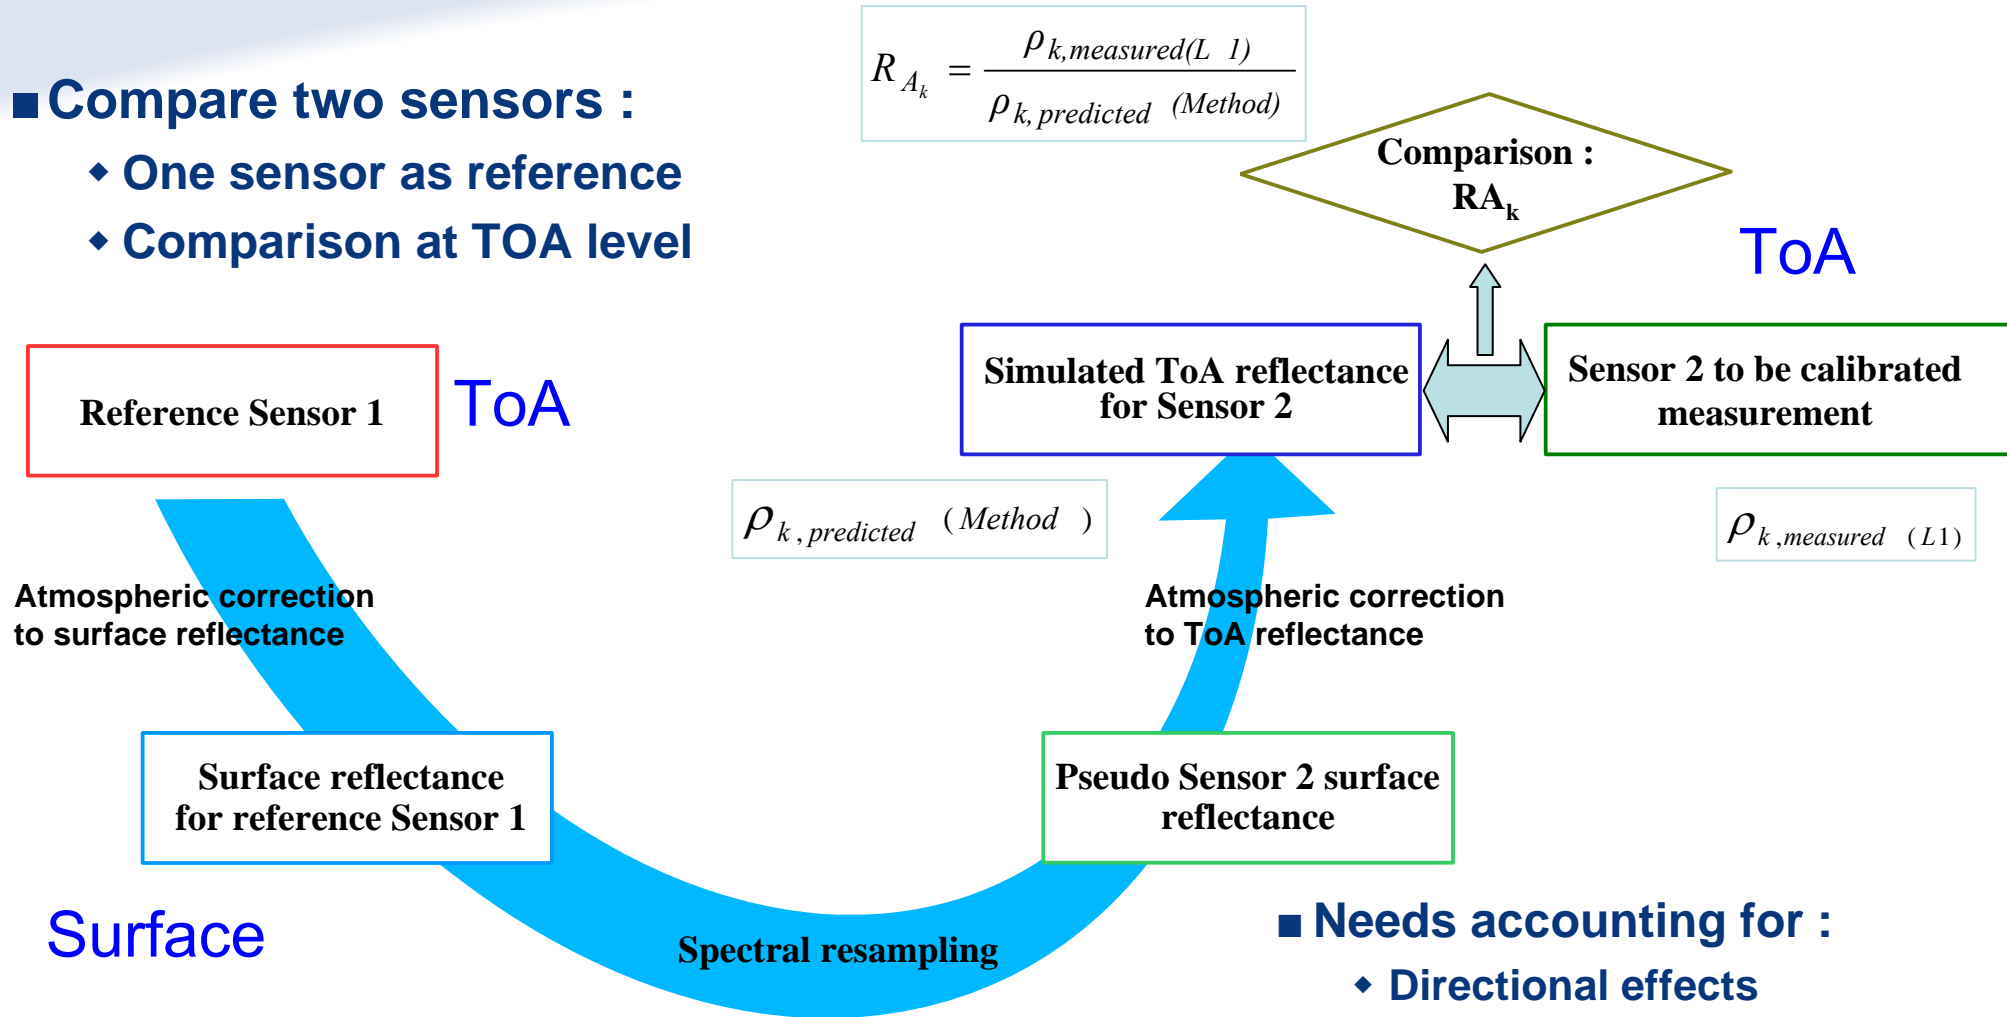 ■ Compare two sensors :
◆ One sensor as reference
◆ Comparison at TOA level
R_{A_k} = ρ_{k,measured(L 1)} / ρ_{k, predicted (Method)}
Comparison :
RA_k
ToA
Reference Sensor 1
ToA
Simulated ToA reflectance
for Sensor 2
Sensor 2 to be calibrated
measurement
ρ_{k , predicted} ( Method )
ρ_{k ,measured ( L1)}
Atmospheric correction
to surface reflectance
Atmospheric correction
to ToA reflectance
Surface reflectance
for reference Sensor 1
Pseudo Sensor 2 surface
reflectance
Surface
Spectral resampling
■ Needs accounting for :
◆ Directional effects